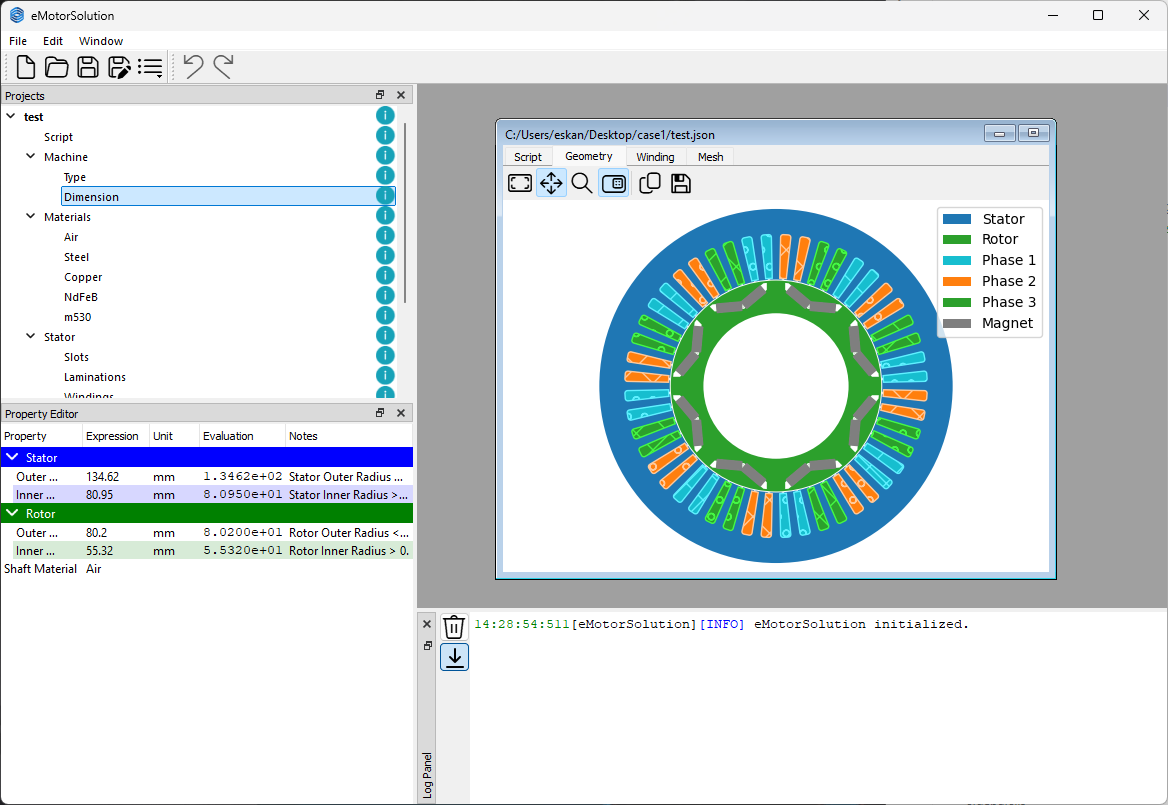 eMotorSolution
File Edit Window
Projects
test
Script
Machine
Type
Dimension
Materials
Air
Steel
Copper
NdFeB
m530
Stator
Slots
Laminations
Windings
Property Editor
Property Expression Unit Evaluation Notes
Stator
Outer ... 134.62 mm 1.3462e+02 Stator Outer Radius ...
Inner ... 80.95 mm 8.0950e+01 Stator Inner Radius >...
Rotor
Outer ... 80.2 mm 8.0200e+01 Rotor Outer Radius <...
Inner ... 55.32 mm 5.5320e+01 Rotor Inner Radius > 0.
Shaft Material Air
C:/Users/eskan/Desktop/case1/test.json
Script Geometry Winding Mesh
Stator
Rotor
Phase 1
Phase 2
Phase 3
Magnet
14:28:54:511[eMotorSolution][INFO] eMotorSolution initialized.
Log Panel